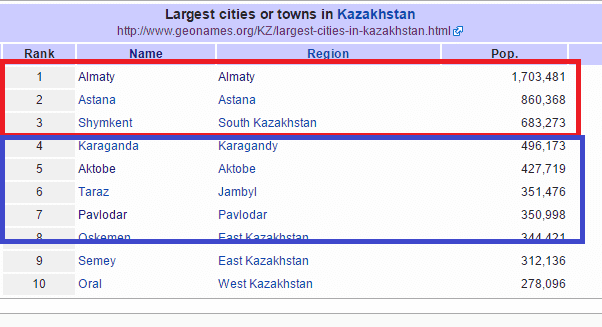 Largest cities or towns in Kazakhstan
http://www.geonames.org/KZ/largest-cities-in-kazakhstan.html
Rank Name Region Pop.
1 Almaty Almaty 1,703,481
2 Astana Astana 860,368
3 Shymkent South Kazakhstan 683,273
4 Karaganda Karagandy 496,173
5 Aktobe Aktobe 427,719
6 Taraz Jambyl 351,476
7 Pavlodar Pavlodar 350,998
8 Oskemen East Kazakhstan 344,421
9 Semey East Kazakhstan 312,136
10 Oral West Kazakhstan 278,096